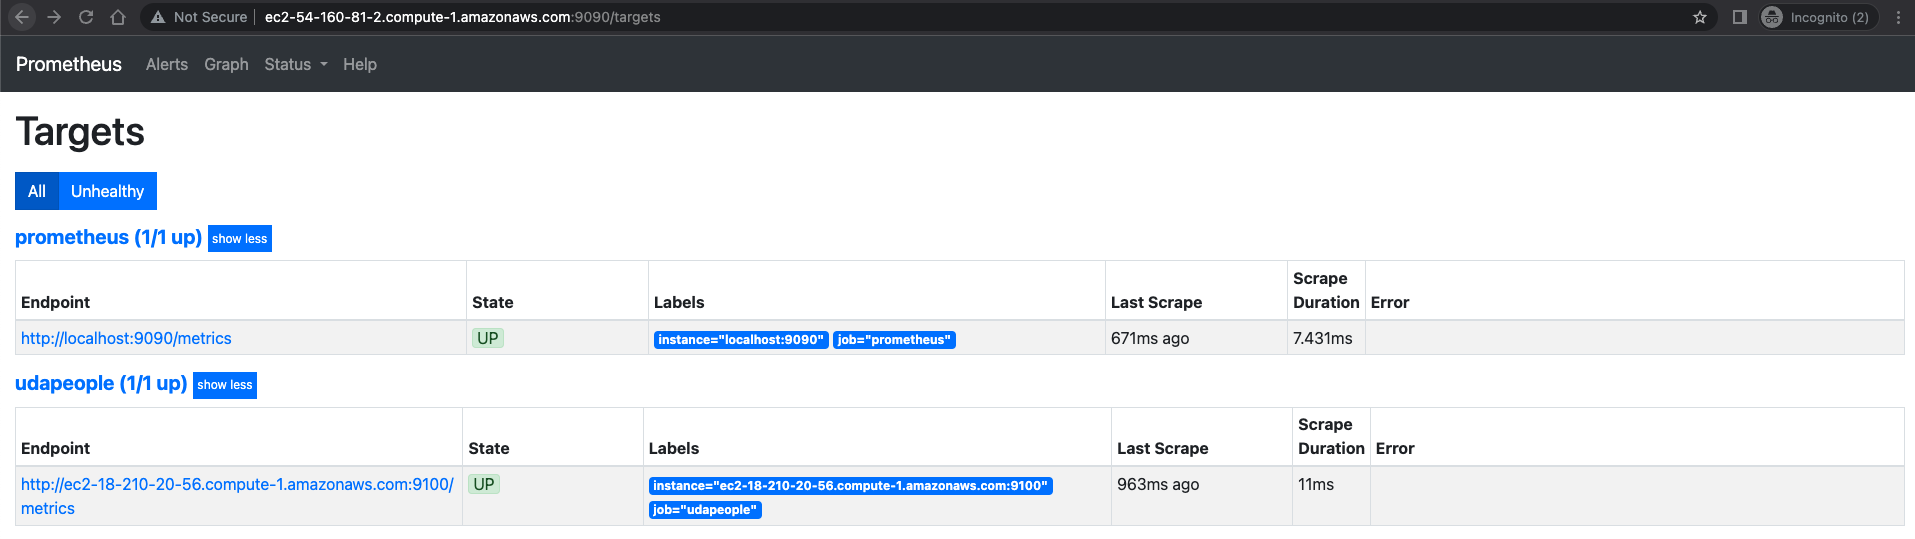 Not Secure | ec2-54-160-81-2.compute-1.amazonaws.com:9090/targets
Incognito (2)
Prometheus Alerts Graph Status Help
Targets
All Unhealthy
prometheus (1/1 up) show less
Endpoint State Labels Last Scrape Scrape Duration Error
http://localhost:9090/metrics UP instance="localhost:9090" job="prometheus" 671ms ago 7.431ms
udapeople (1/1 up) show less
Endpoint State Labels Last Scrape Scrape Duration Error
http://ec2-18-210-20-56.compute-1.amazonaws.com:9100/ UP instance="ec2-18-210-20-56.compute-1.amazonaws.com:9100" 963ms ago 11ms
metrics job="udapeople"